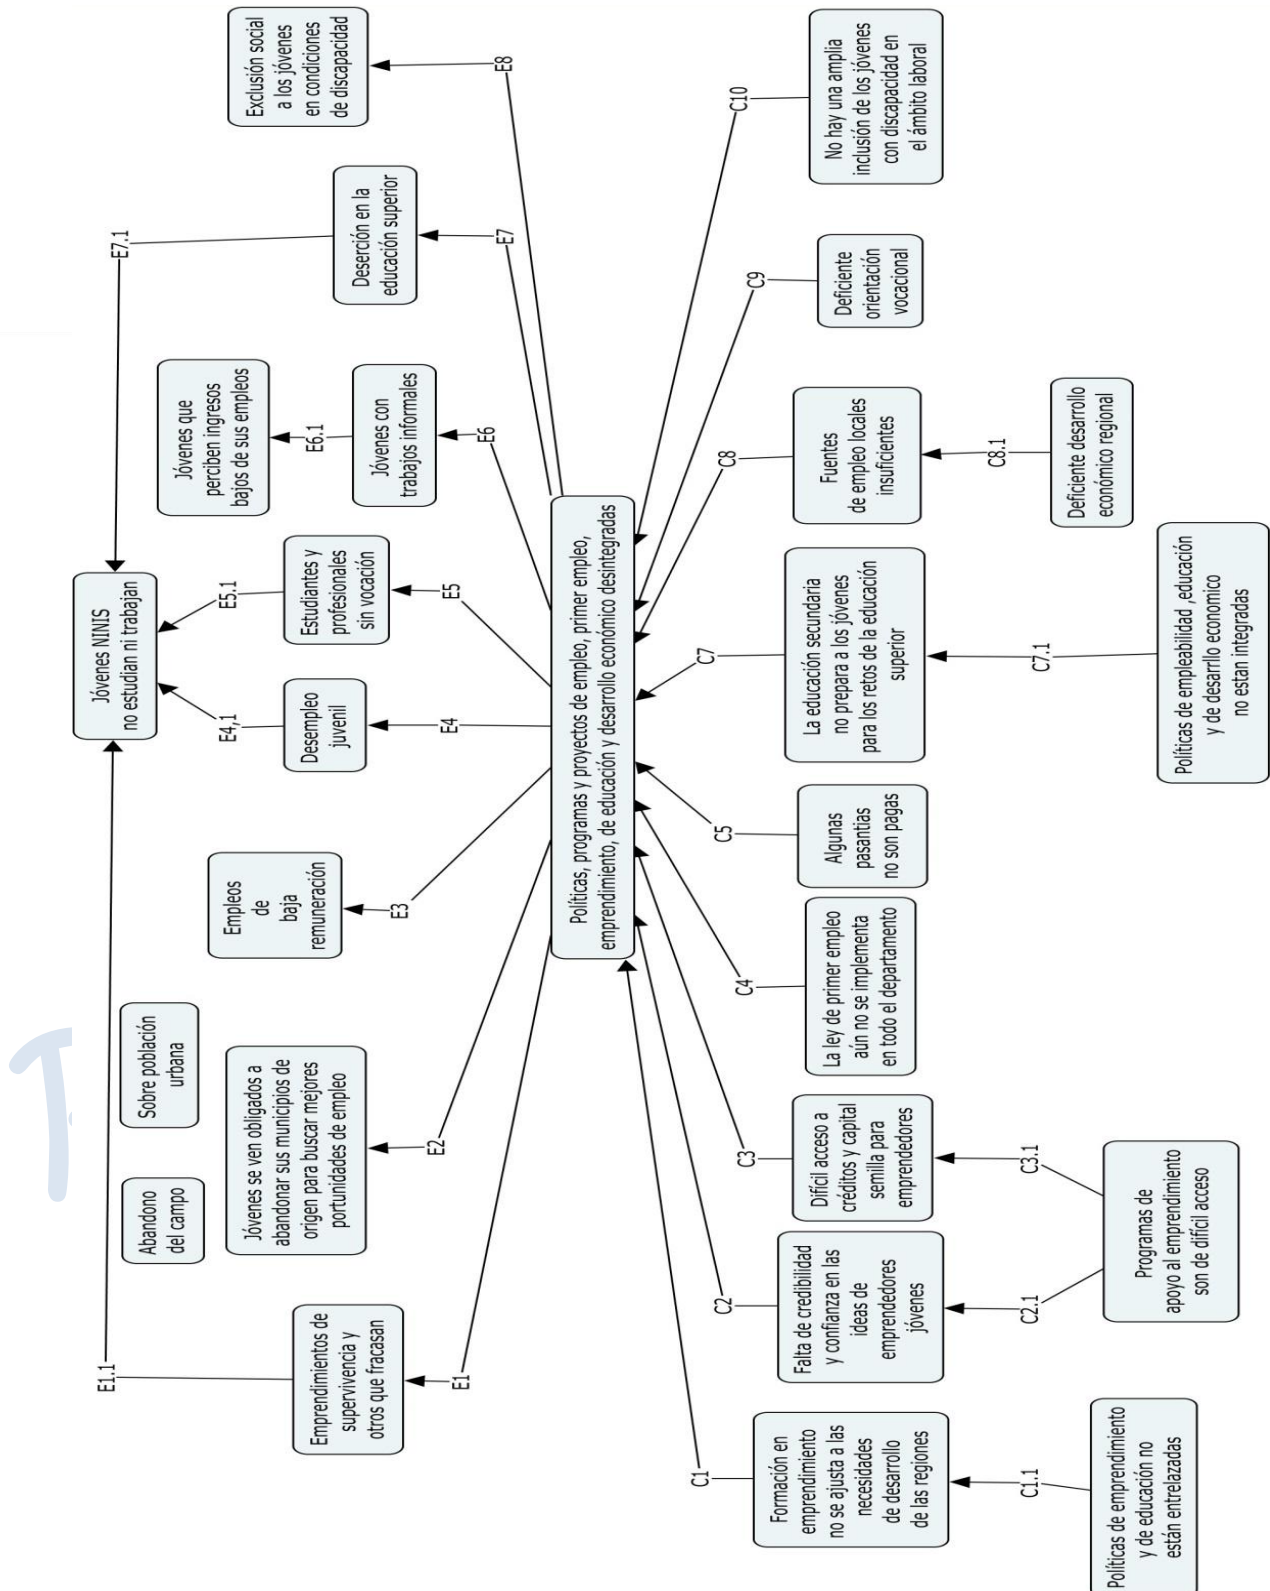 Jóvenes NINIS
no estudian ni trabajan
E1.1
E4,1
E5.1
E7.1
Abandono
del campo
Sobre población
urbana
Jóvenes que
perciben ingresos
bajos de sus empleos
E6.1
Emprendimientos de
supervivencia y
otros que fracasan
Jóvenes se ven obligados a
abandonar sus municipios de
origen para buscar mejores
portunidades de empleo
Empleos
de
baja
remuneración
Desempleo
juvenil
Estudiantes y
profesionales
sin vocación
Jóvenes con
trabajos informales
Deserción en la
educación superior
Exclusión social
a los jóvenes
en condiciones
de discapacidad
E1
E2
E3
E4
E5
E6
E7
E8
Políticas, programas y proyectos de empleo, primer empleo,
emprendimiento, de educación y desarrollo económico desintegradas
C1
C2
C3
C4
C5
C7
C8
C9
C10
Formación en
emprendimiento
no se ajusta a las
necesidades
de desarrollo
de las regiones
Falta de credibilidad
y confianza en las
ideas de
emprendedores
jóvenes
Difícil acceso a
créditos y capital
semilla para
emprendedores
La ley de primer empleo
aún no se implementa
en todo el departamento
Algunas
pasantias
no son pagas
La educación secundaria
no prepara a los jóvenes
para los retos de la educación
superior
Fuentes
de empleo locales
insuficientes
Deficiente
orientación
vocacional
No hay una amplia
inclusión de los jóvenes
con discapacidad en
el ámbito laboral
C1.1
C2.1
C3.1
C7.1
C8.1
Políticas de emprendimiento
y de educación no
están entrelazadas
Programas de
apoyo al emprendimiento
son de difícil acceso
Políticas de empleabilidad ,educación
y de desarrllo economico
no estan integradas
Deficiente desarrollo
económico regional